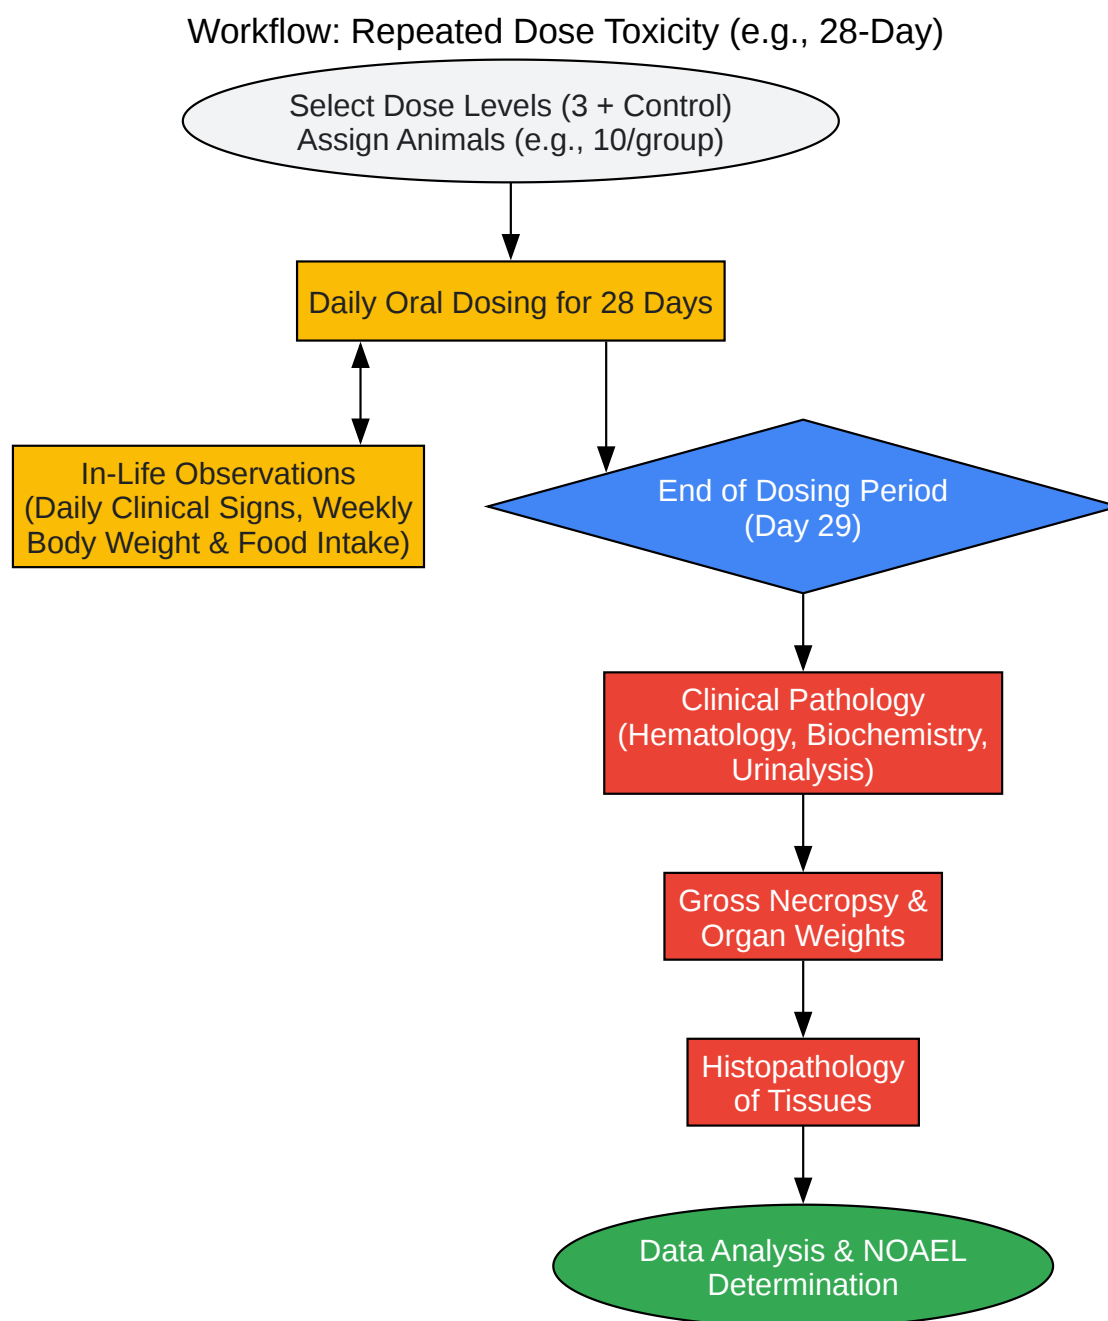 Workflow: Repeated Dose Toxicity (e.g., 28-Day)
Select Dose Levels (3 + Control)
Assign Animals (e.g., 10/group)
Daily Oral Dosing for 28 Days
In-Life Observations
(Daily Clinical Signs, Weekly
Body Weight & Food Intake)
End of Dosing Period
(Day 29)
Clinical Pathology
(Hematology, Biochemistry,
Urinalysis)
Gross Necropsy &
Organ Weights
Histopathology
of Tissues
Data Analysis & NOAEL
Determination